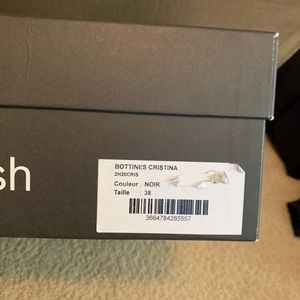 sh
BOTTINES CRISTINA
2H20CRIS
Couleur : NOIR
Taille : 38
3664784285557